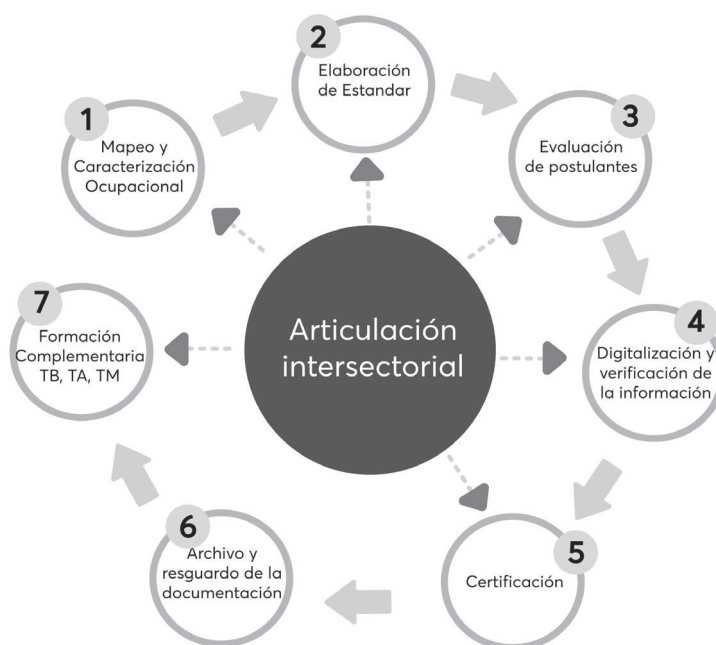 1
Mapeo y
Caracterización
Ocupacional
2
Elaboración
de Estandar
3
Evaluación
de postulantes
4
Digitalización y
verificación de
la información
5
Certificación
6
Archivo y
resguardo de la
documentación
7
Formación
Complementaria
TB, TA, TM
Articulación
intersectorial